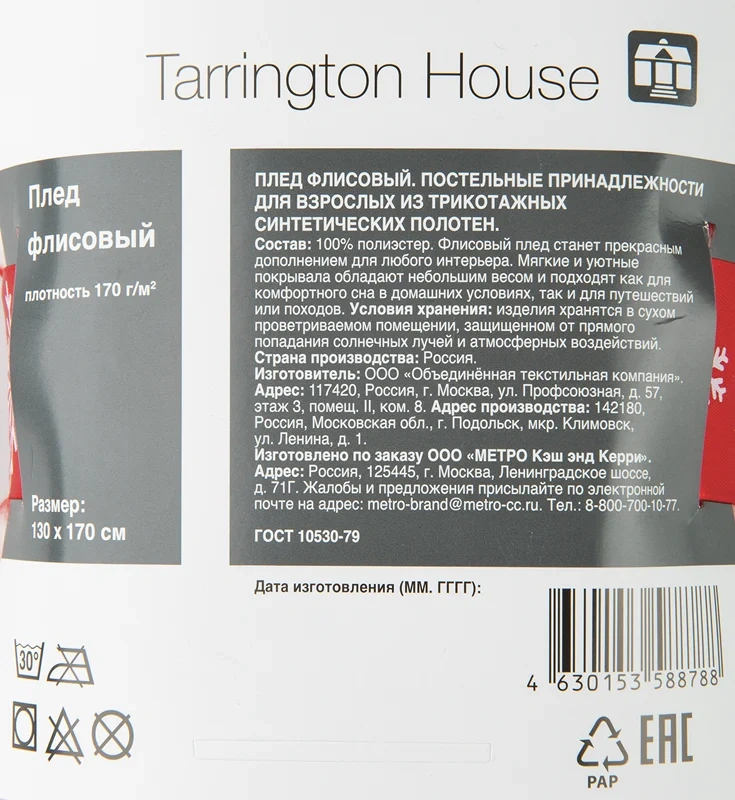 Tarrington House
Плед
флисовый
плотность 170 г/м²
Размер:
130 x 170 см
ПЛЕД ФЛИСОВЫЙ. ПОСТЕЛЬНЫЕ ПРИНАДЛЕЖНОСТИ
ДЛЯ ВЗРОСЛЫХ ИЗ ТРИКОТАЖНЫХ
СИНТЕТИЧЕСКИХ ПОЛОТЕН.
Состав: 100% полиэстер. Флисовый плед станет прекрасным
дополнением для любого интерьера. Мягкие и уютные
покрывала обладают небольшим весом и подходят как для
комфортного сна в домашних условиях, так и для путешествий
или походов. Условия хранения: изделия хранятся в сухом
проветриваемом помещении, защищенном от прямого
попадания солнечных лучей и атмосферных воздействий.
Страна производства: Россия.
Изготовитель: ООО «Объединённая текстильная компания».
Адрес: 117420, Россия, г. Москва, ул. Профсоюзная, д. 57,
этаж 3, помещ. II, ком. 8. Адрес производства: 142180,
Россия, Московская обл., г. Подольск, мкр. Климовск,
ул. Ленина, д. 1.
Изготовлено по заказу ООО «МЕТРО Кэш энд Керри».
Адрес: Россия, 125445, г. Москва, Ленинградское шоссе,
д. 71Г. Жалобы и предложения присылайте по электронной
почте на адрес: metro-brand@metro-cc.ru. Тел.: 8-800-700-10-77.
ГОСТ 10530-79
Дата изготовления (ММ. ГГГГ):
30°
4 630153 588788
PAP
EAC